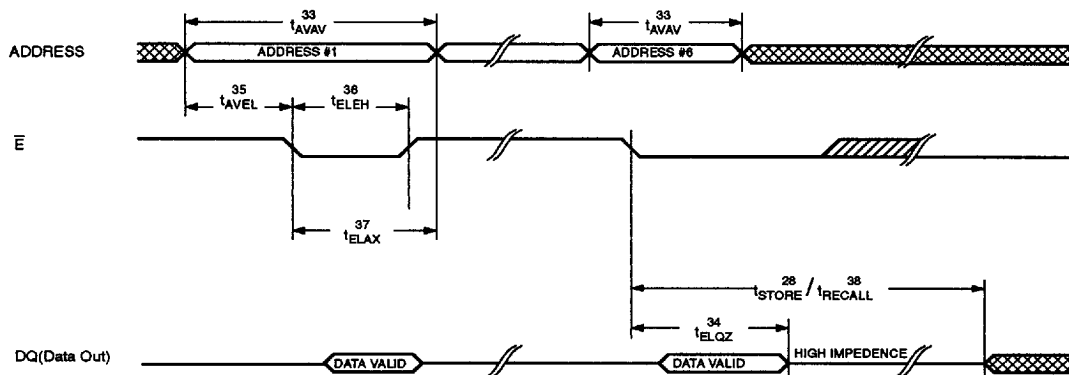 33
tAVAV
33
tAVAV
ADDRESS
ADDRESS #1
ADDRESS #6
35
tAVEL
36
tELEH
E
37
tELAX
28 38
tSTORE / tRECALL
34
tELQZ
DQ(Data Out)
DATA VALID
DATA VALID
HIGH IMPEDENCE